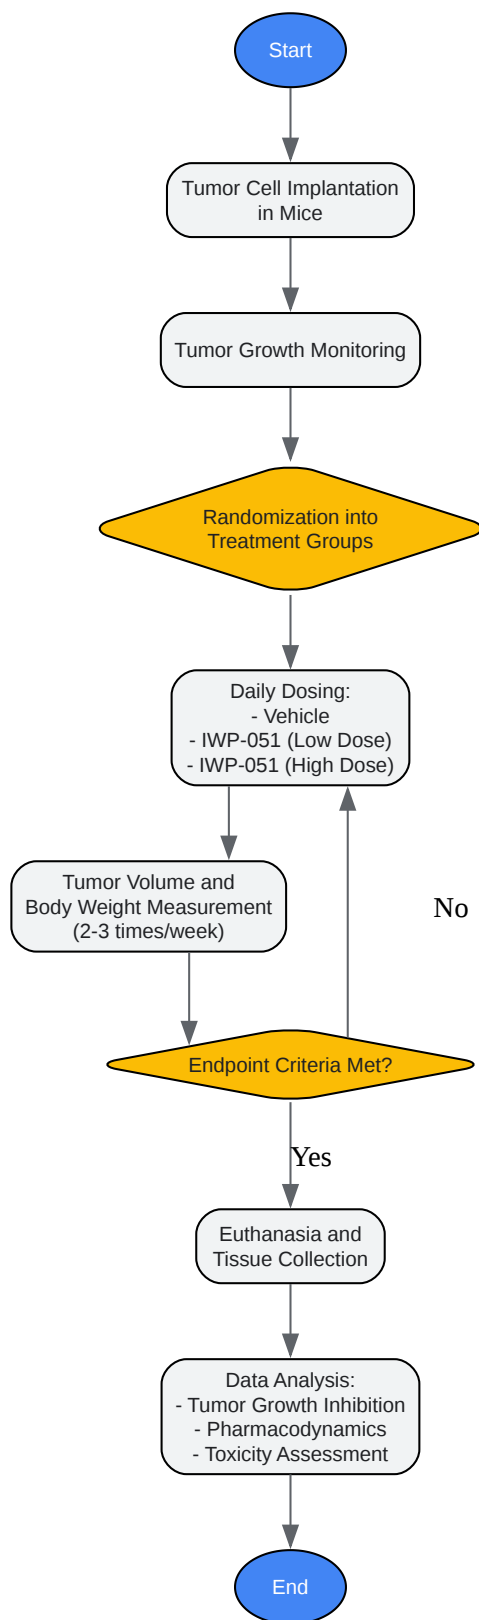 Start
Tumor Cell Implantation
in Mice
Tumor Growth Monitoring
Randomization into
Treatment Groups
Daily Dosing:
- Vehicle
- IWP-051 (Low Dose)
- IWP-051 (High Dose)
Tumor Volume and
Body Weight Measurement
(2-3 times/week)
No
Endpoint Criteria Met?
Yes
Euthanasia and
Tissue Collection
Data Analysis:
- Tumor Growth Inhibition
- Pharmacodynamics
- Toxicity Assessment
End